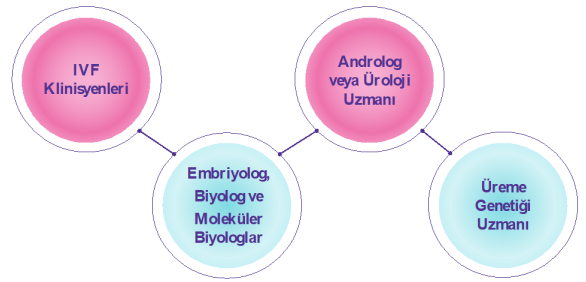 IVF
Klinisyenleri
Embriyolog,
Biyolog ve
Moleküler
Biyologlar
Androlog
veya Üroloji
Uzmanı
Üreme
Genetiği
Uzmanı